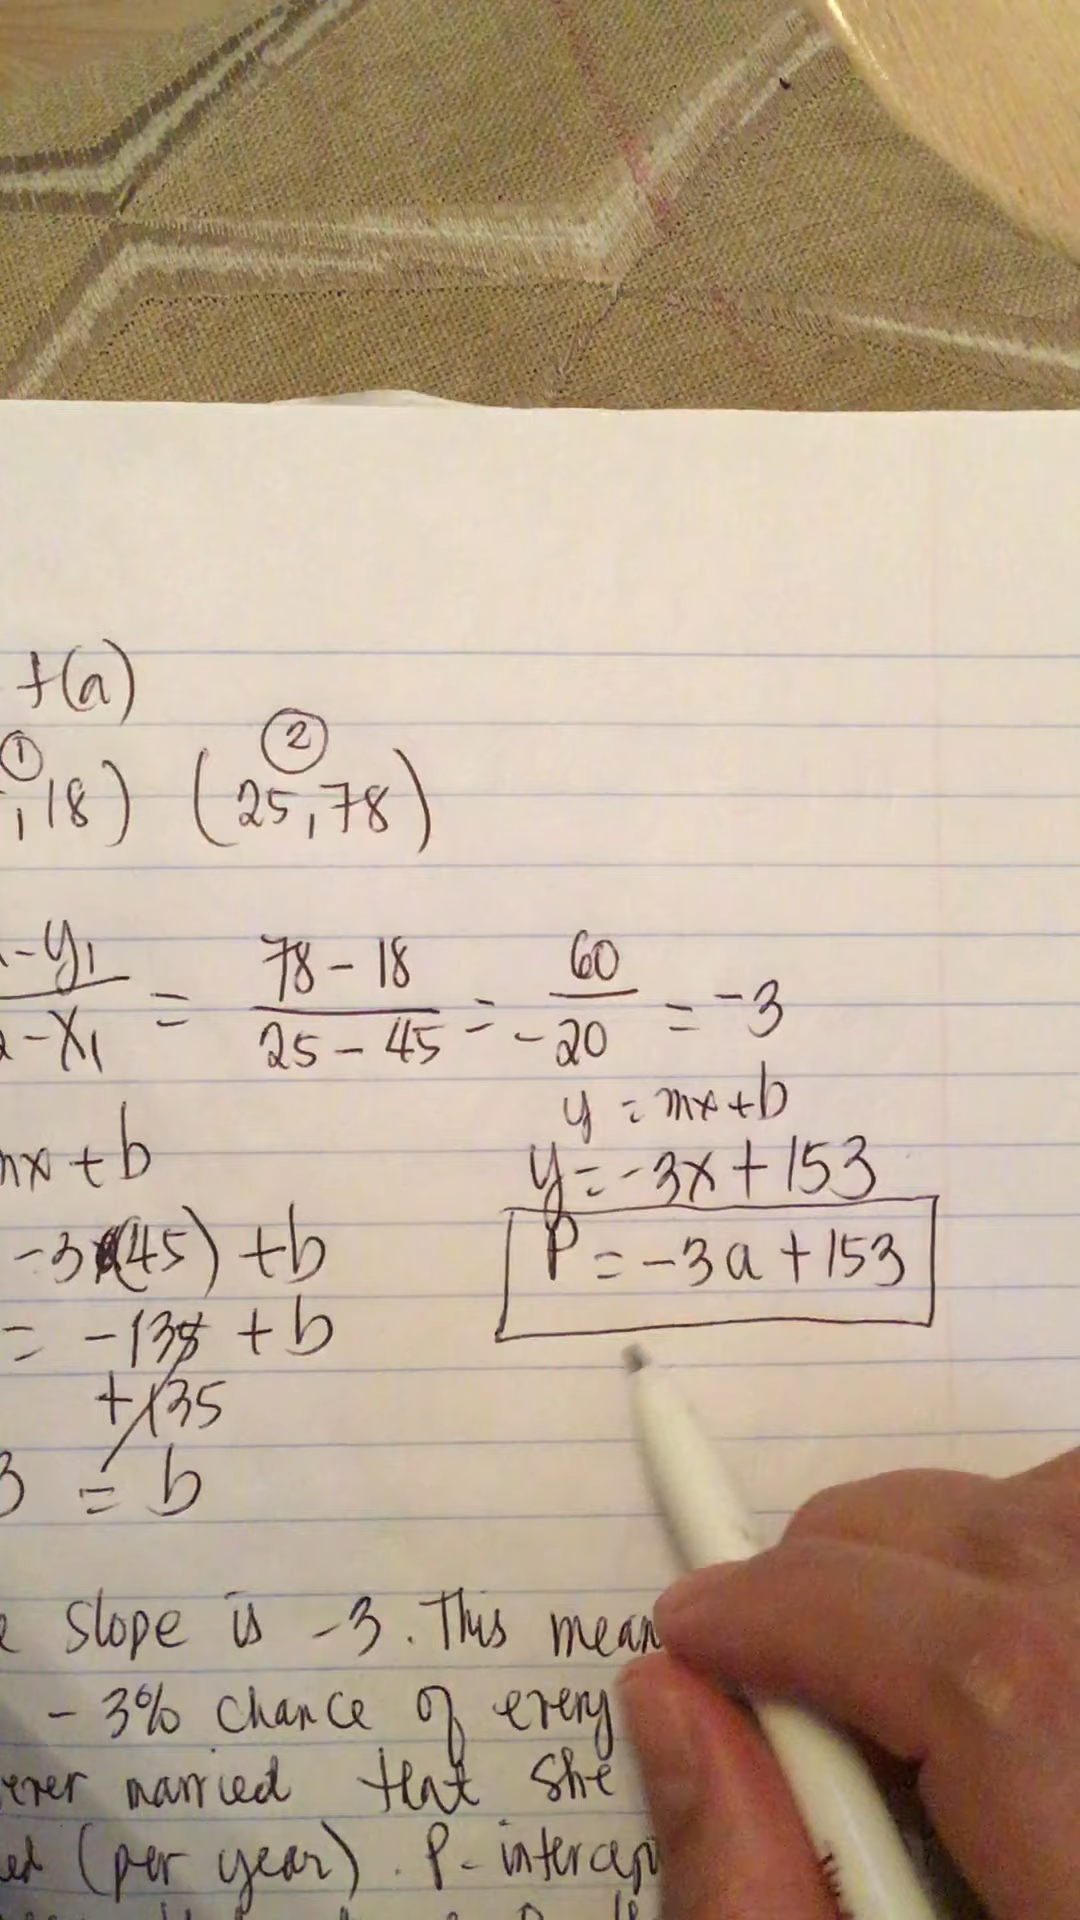 f(a)
① ②
,18) (25,78)
-y₁ / -x₁ = 78-18 / 25-45 = 60 / -20 = -3
y = mx+b
mx + b
y = -3x + 153
-3(45) + b
P = -3a + 153
= -135 + b
+135
3 = b
slope is -3. This mean
-3% chance of every
ever married that she
ed (per year). P-intercep